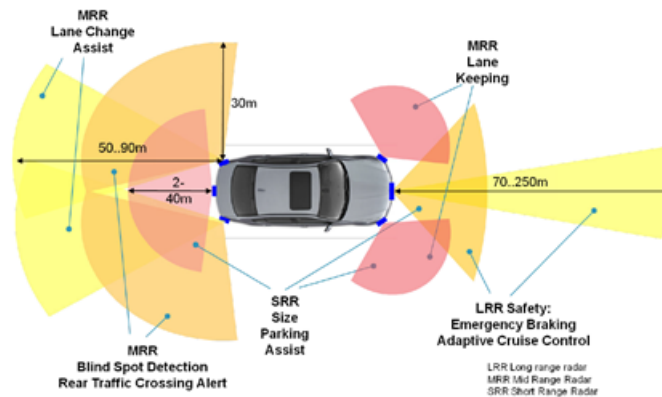 MRR
Lane Change
Assist
MRR
Lane
Keeping
30m
50..90m
2-
40m
70..250m
SRR
Size
Parking
Assist
MRR
Blind Spot Detection
Rear Traffic Crossing Alert
LRR Safety:
Emergency Braking
Adaptive Cruise Control
LRR Long range radar
MRR Mid Range Radar
SRR Short Range Radar